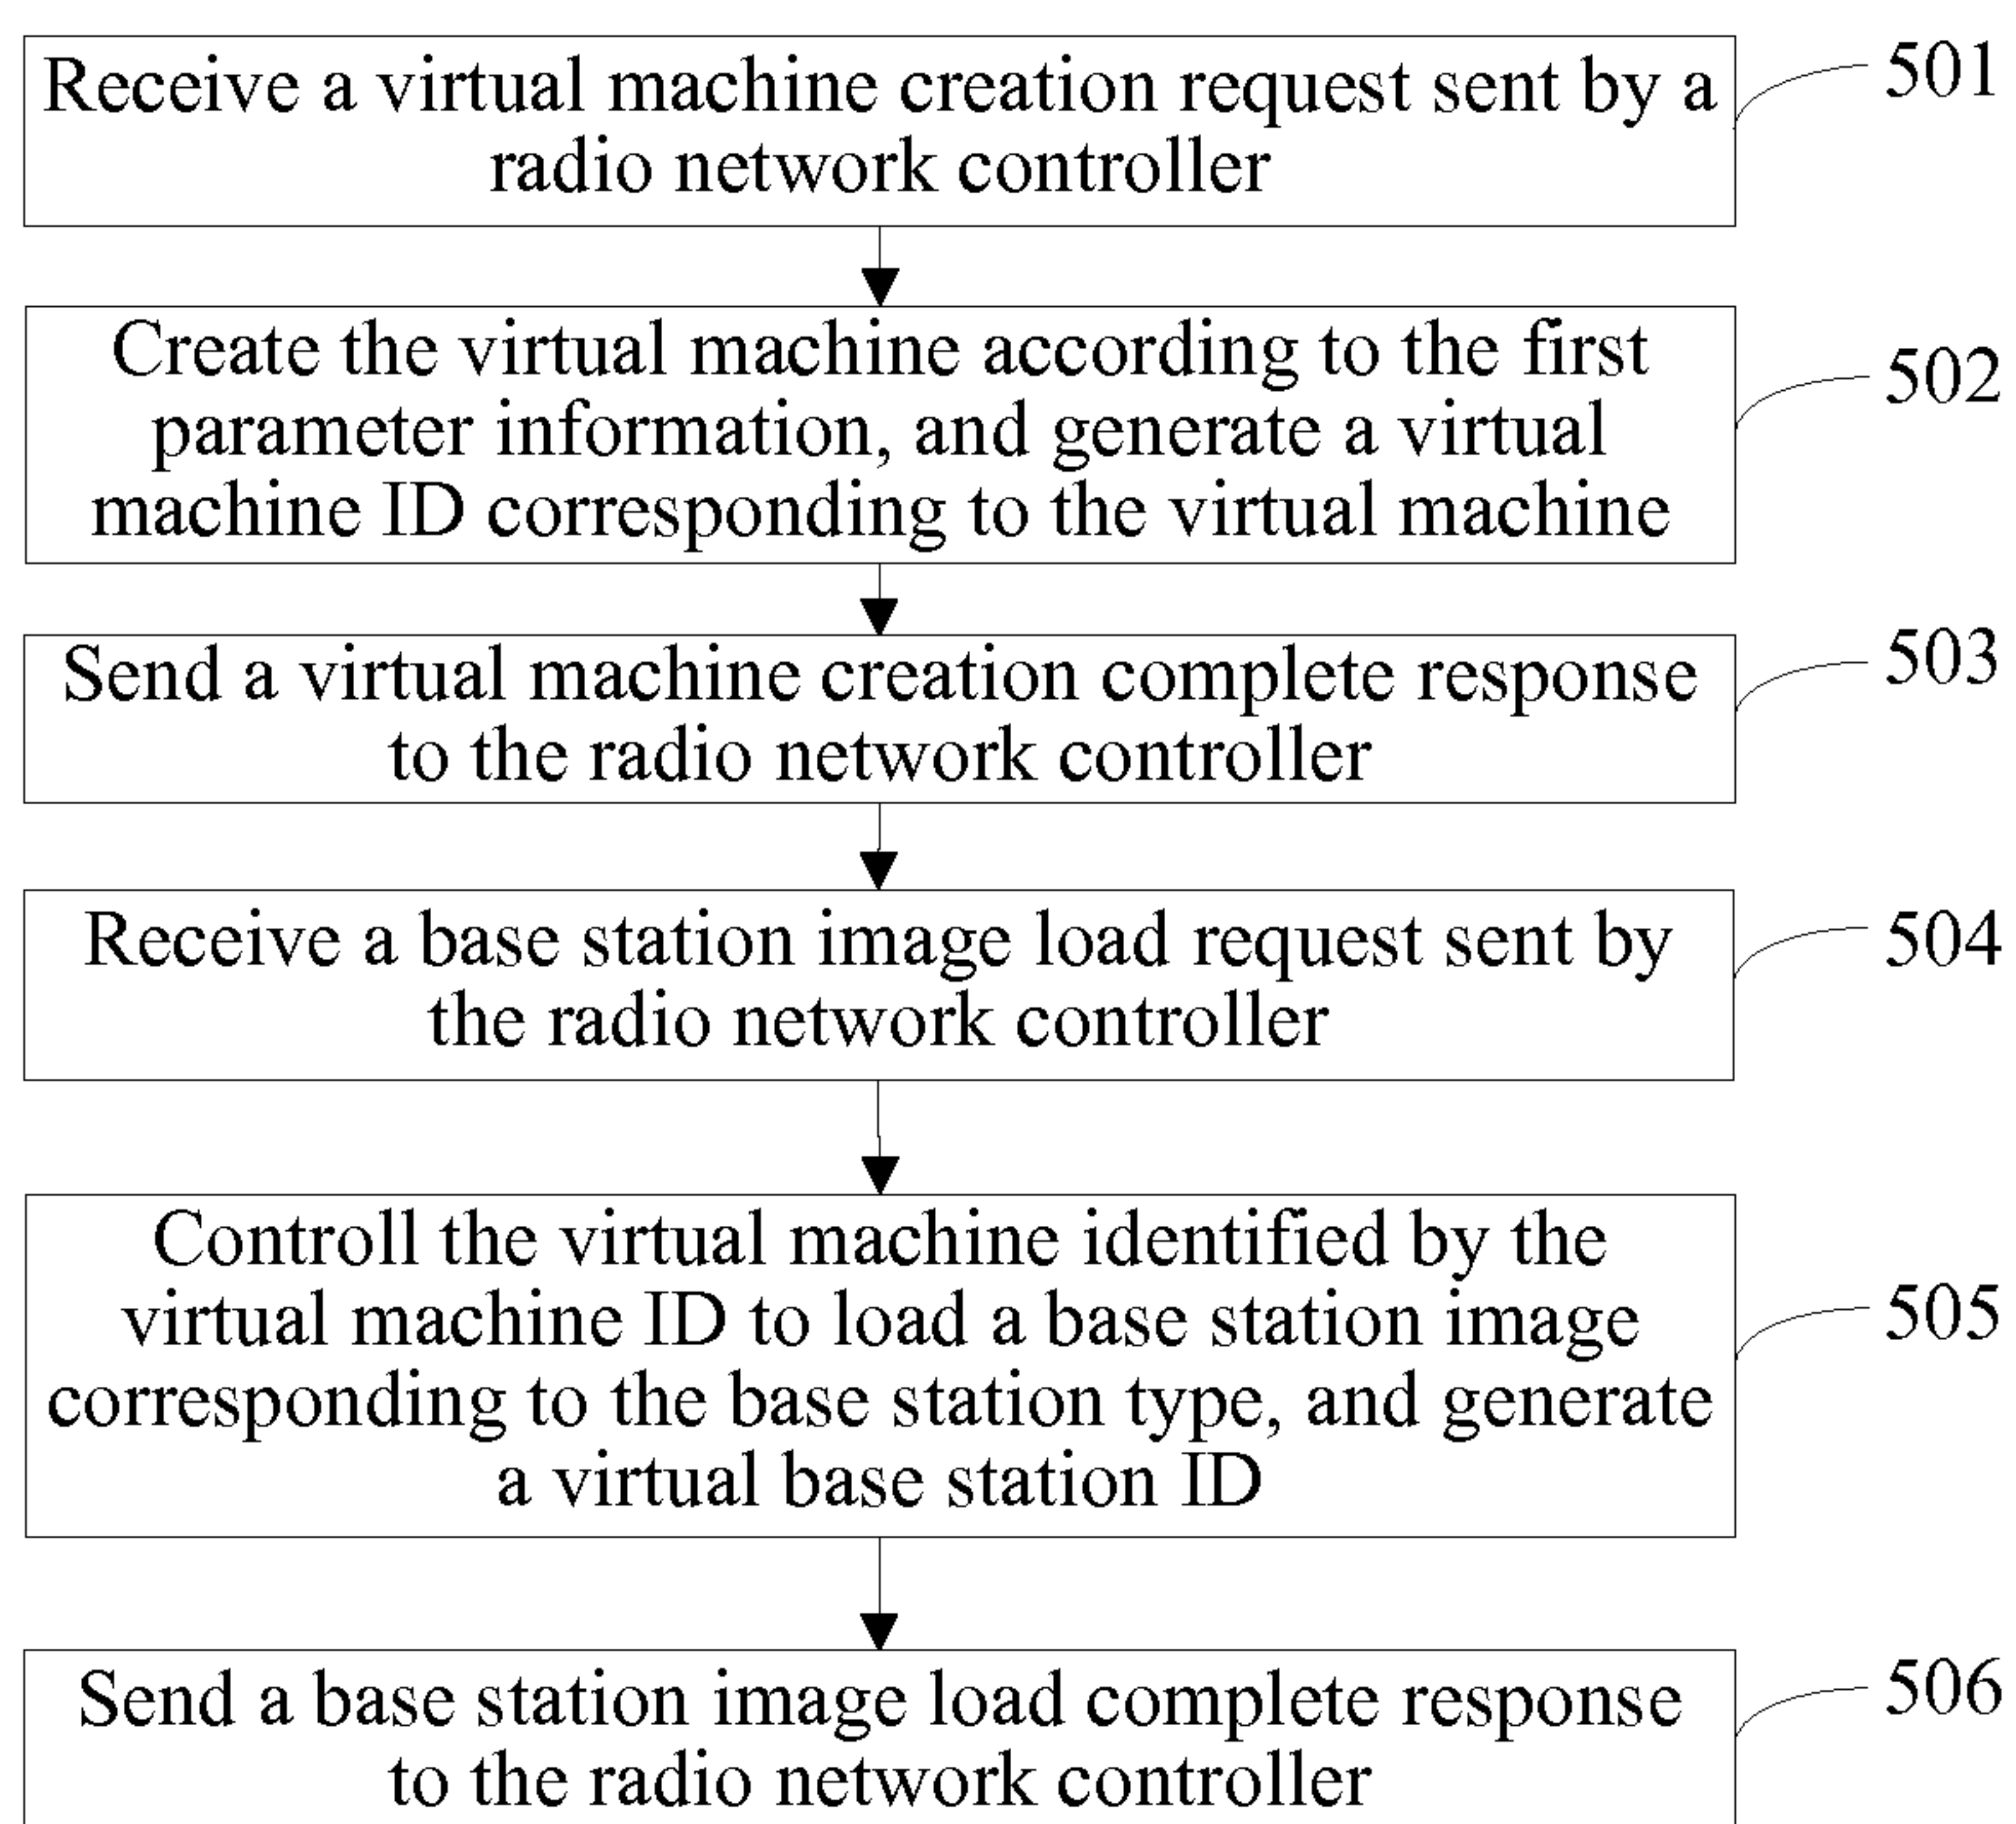 Receive a virtual machine creation request sent by a
radio network controller
501
Create the virtual machine according to the first
parameter information, and generate a virtual
machine ID corresponding to the virtual machine
502
Send a virtual machine creation complete response
to the radio network controller
503
Receive a base station image load request sent by
the radio network controller
504
Controll the virtual machine identified by the
virtual machine ID to load a base station image
corresponding to the base station type, and generate
a virtual base station ID
505
Send a base station image load complete response
to the radio network controller
506